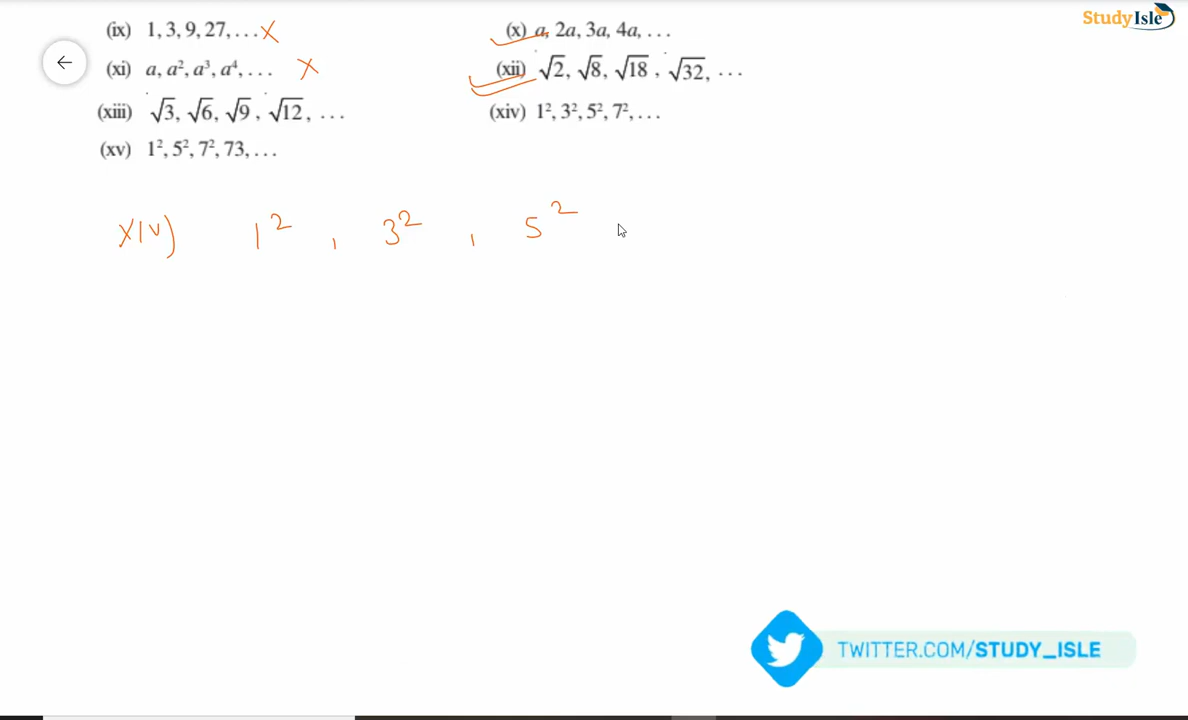 StudyIsle
(ix) 1, 3, 9, 27, . . . X
(x) a, 2a, 3a, 4a, . . .
(xi) a, a², a³, a⁴, . . . X
(xii) √2, √8, √18 , √32, . . .
(xiii) √3, √6, √9 , √12, . . .
(xiv) 1², 3², 5², 7², . . .
(xv) 1², 5², 7², 73, . . .
XIV) 1² , 3² , 5²
TWITTER.COM/STUDY_ISLE